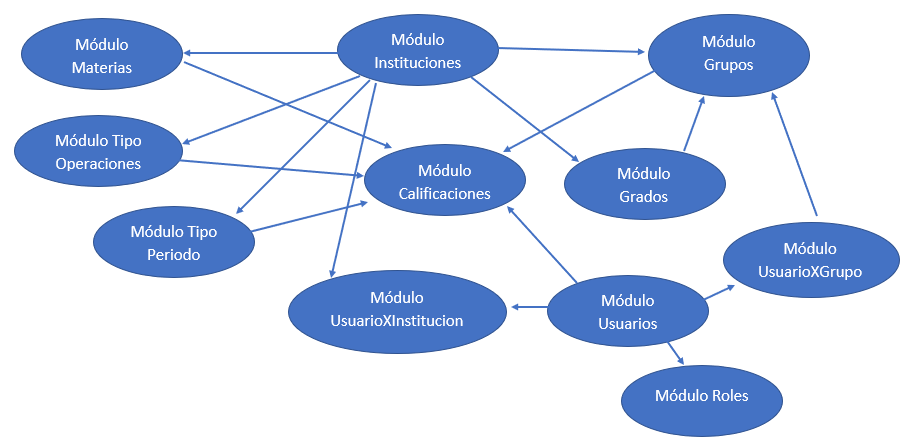 Módulo
Materias
Módulo
Instituciones
Módulo
Grupos
Módulo Tipo
Operaciones
Módulo
Calificaciones
Módulo
Grados
Módulo Tipo
Periodo
Módulo
UsuarioXGrupo
Módulo
UsuarioXInstitucion
Módulo
Usuarios
Módulo Roles